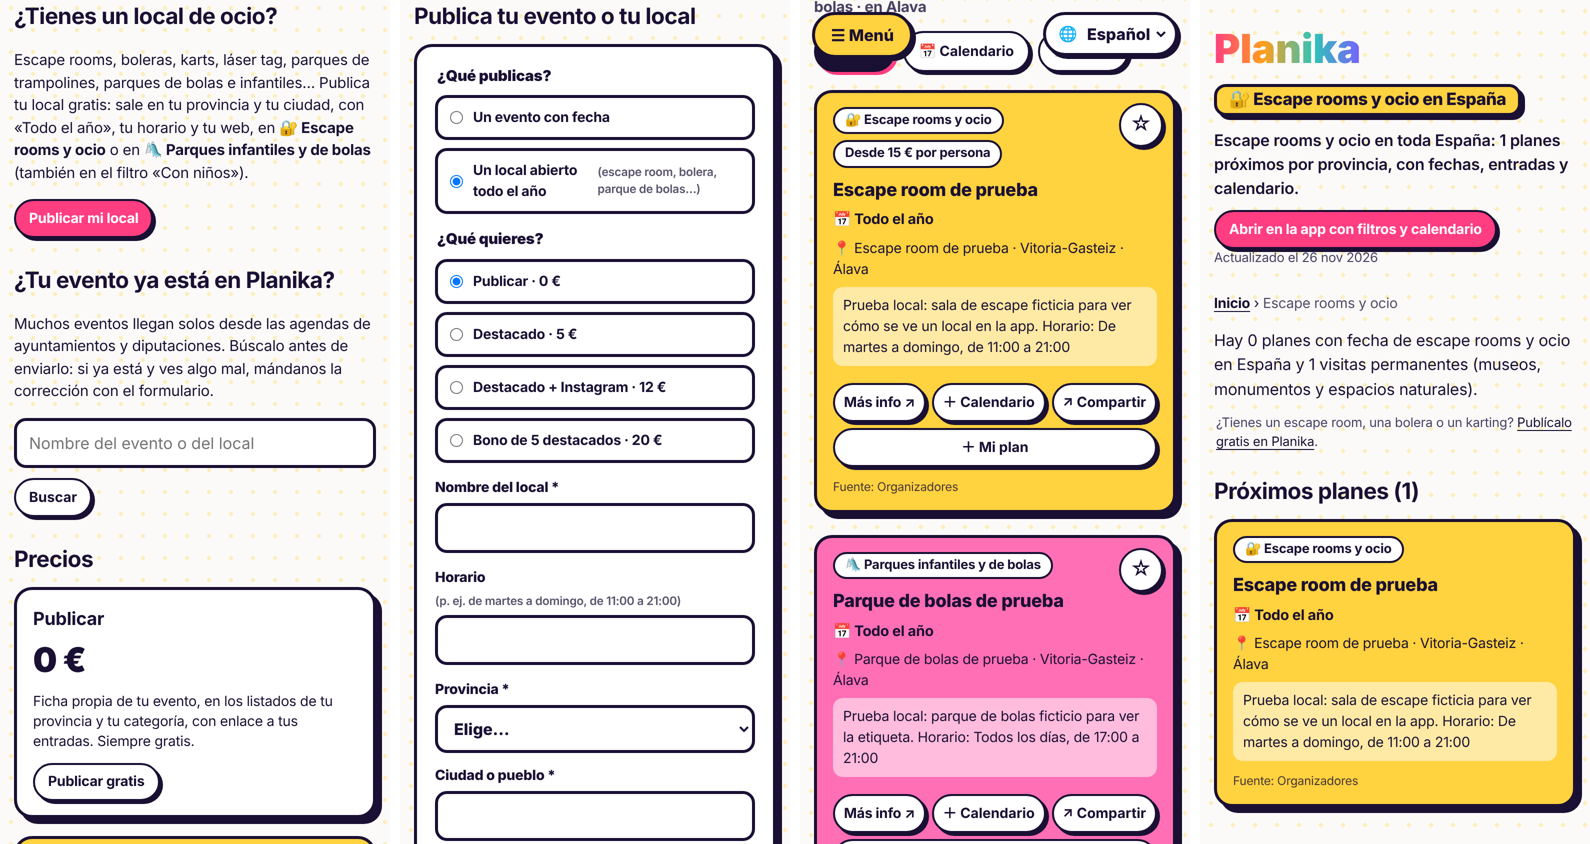 ¿Tienes un local de ocio?
Escape rooms, boleras, karts, láser tag, parques de
trampolines, parques de bolas e infantiles... Publica
tu local gratis: sale en tu provincia y tu ciudad, con
«Todo el año», tu horario y tu web, en 🔐 Escape
rooms y ocio o en 🛝 Parques infantiles y de bolas
(también en el filtro «Con niños»).
Publicar mi local
¿Tu evento ya está en Planika?
Muchos eventos llegan solos desde las agendas de
ayuntamientos y diputaciones. Búscalo antes de
enviarlo: si ya está y ves algo mal, mándanos la
corrección con el formulario.
Nombre del evento o del local
Buscar
Precios
Publicar
0 €
Ficha propia de tu evento, en los listados de tu
provincia y tu categoría, con enlace a tus
entradas. Siempre gratis.
Publicar gratis
Publica tu evento o tu local
¿Qué publicas?
Un evento con fecha
Un local abierto
todo el año
(escape room, bolera,
parque de bolas...)
¿Qué quieres?
Publicar · 0 €
Destacado · 5 €
Destacado + Instagram · 12 €
Bono de 5 destacados · 20 €
Nombre del local *
Horario
(p. ej. de martes a domingo, de 11:00 a 21:00)
Provincia *
Elige...
Ciudad o pueblo *
bolas · en Álava
☰ Menú
📅 Calendario
🌐 Español
🔐 Escape rooms y ocio
Desde 15 € por persona
☆
Escape room de prueba
📅 Todo el año
📍 Escape room de prueba · Vitoria-Gasteiz ·
Álava
Prueba local: sala de escape ficticia para ver
cómo se ve un local en la app. Horario: De
martes a domingo, de 11:00 a 21:00
Más info ↗
+ Calendario
↗ Compartir
+ Mi plan
Fuente: Organizadores
🛝 Parques infantiles y de bolas
☆
Parque de bolas de prueba
📅 Todo el año
📍 Parque de bolas de prueba · Vitoria-Gasteiz ·
Álava
Prueba local: parque de bolas ficticio para ver
la etiqueta. Horario: Todos los días, de 17:00 a
21:00
Más info ↗
+ Calendario
↗ Compartir
Planika
🔐 Escape rooms y ocio en España
Escape rooms y ocio en toda España: 1 planes
próximos por provincia, con fechas, entradas y
calendario.
Abrir en la app con filtros y calendario
Actualizado el 26 nov 2026
Inicio › Escape rooms y ocio
Hay 0 planes con fecha de escape rooms y ocio
en España y 1 visitas permanentes (museos,
monumentos y espacios naturales).
¿Tienes un escape room, una bolera o un karting? Publícalo
gratis en Planika.
Próximos planes (1)
🔐 Escape rooms y ocio
Escape room de prueba
📅 Todo el año
📍 Escape room de prueba · Vitoria-Gasteiz ·
Álava
Prueba local: sala de escape ficticia para ver
cómo se ve un local en la app. Horario: De
martes a domingo, de 11:00 a 21:00
Fuente: Organizadores